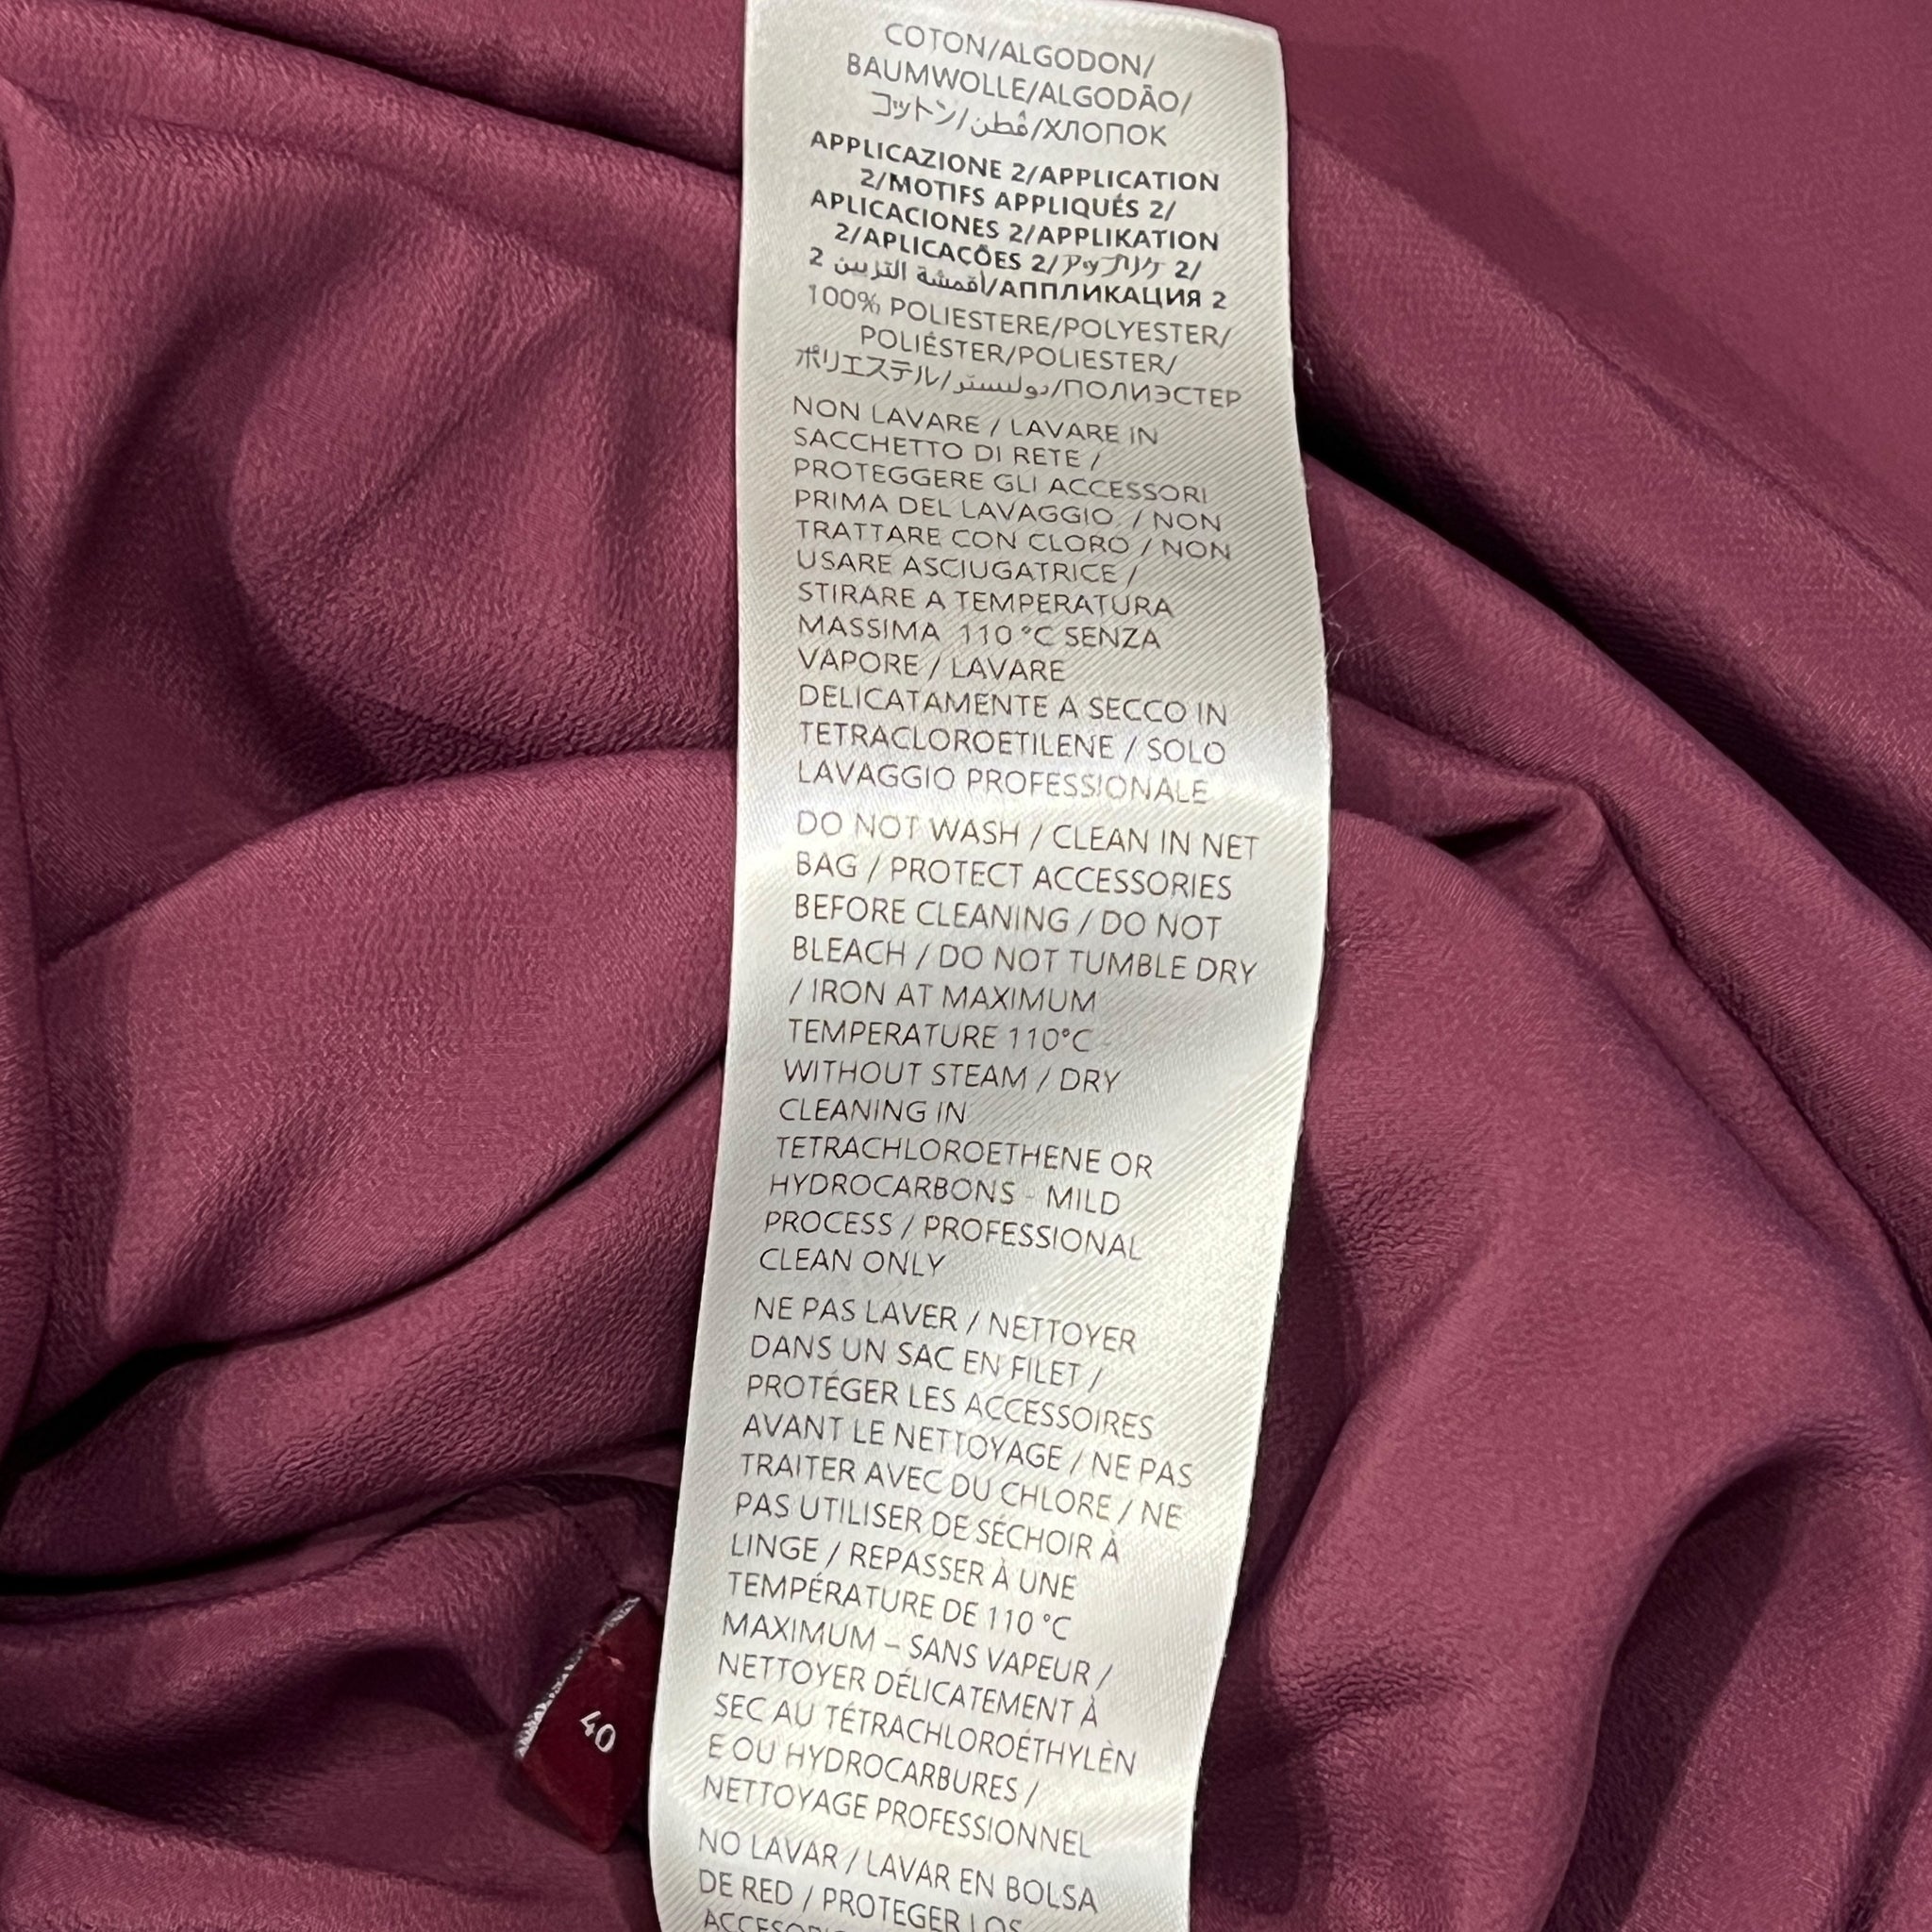 COTON/ALGODON/
BAUMWOLLE/ALGODÃO/
コットン/قطن/ХЛОПОК
APPLICAZIONE 2/APPLICATION
2/MOTIFS APPLIQUÉS 2/
APLICACIONES 2/APPLIKATION
2/APLICAÇÕES 2/アップリケ 2/
2 أقمشة التزيين/АППЛИКАЦИЯ 2
100% POLIESTERE/POLYESTER/
POLIÉSTER/POLIESTER/
ポリエステル/بوليستر/ПОЛИЭСТЕР
NON LAVARE / LAVARE IN
SACCHETTO DI RETE /
PROTEGGERE GLI ACCESSORI
PRIMA DEL LAVAGGIO / NON
TRATTARE CON CLORO / NON
USARE ASCIUGATRICE /
STIRARE A TEMPERATURA
MASSIMA 110 °C SENZA
VAPORE / LAVARE
DELICATAMENTE A SECCO IN
TETRACLOROETILENE / SOLO
LAVAGGIO PROFESSIONALE
DO NOT WASH / CLEAN IN NET
BAG / PROTECT ACCESSORIES
BEFORE CLEANING / DO NOT
BLEACH / DO NOT TUMBLE DRY
/ IRON AT MAXIMUM
TEMPERATURE 110°C -
WITHOUT STEAM / DRY
CLEANING IN
TETRACHLOROETHENE OR
HYDROCARBONS - MILD
PROCESS / PROFESSIONAL
CLEAN ONLY
NE PAS LAVER / NETTOYER
DANS UN SAC EN FILET /
PROTÉGER LES ACCESSOIRES
AVANT LE NETTOYAGE / NE PAS
TRAITER AVEC DU CHLORE / NE
PAS UTILISER DE SÉCHOIR À
LINGE / REPASSER À UNE
TEMPÉRATURE DE 110 °C
MAXIMUM – SANS VAPEUR /
NETTOYER DÉLICATEMENT À
SEC AU TÉTRACHLOROÉTHYLÈN
E OU HYDROCARBURES /
NETTOYAGE PROFESSIONNEL
NO LAVAR / LAVAR EN BOLSA
DE RED / PROTEGER LOS
40